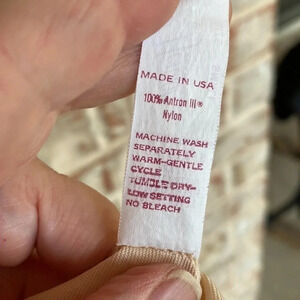 MADE IN USA
100% Antron III®
Nylon
MACHINE WASH
SEPARATELY
WARM-GENTLE
CYCLE
TUMBLE DRY-
LOW SETTING
NO BLEACH